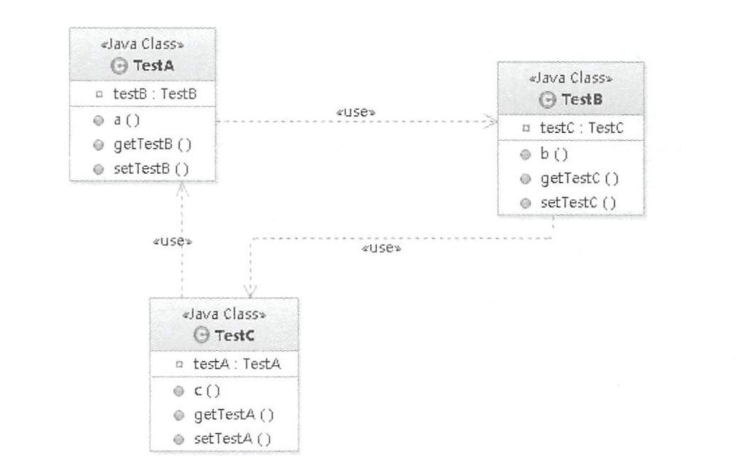 «Java Class»
TestA
testB : TestB
a ( )
getTestB ( )
setTestB ( )
«use»
«Java Class»
TestB
testC : TestC
b ( )
getTestC ( )
setTestC ( )
«use»
«use»
«Java Class»
TestC
testA : TestA
c ( )
getTestA ( )
setTestA ( )